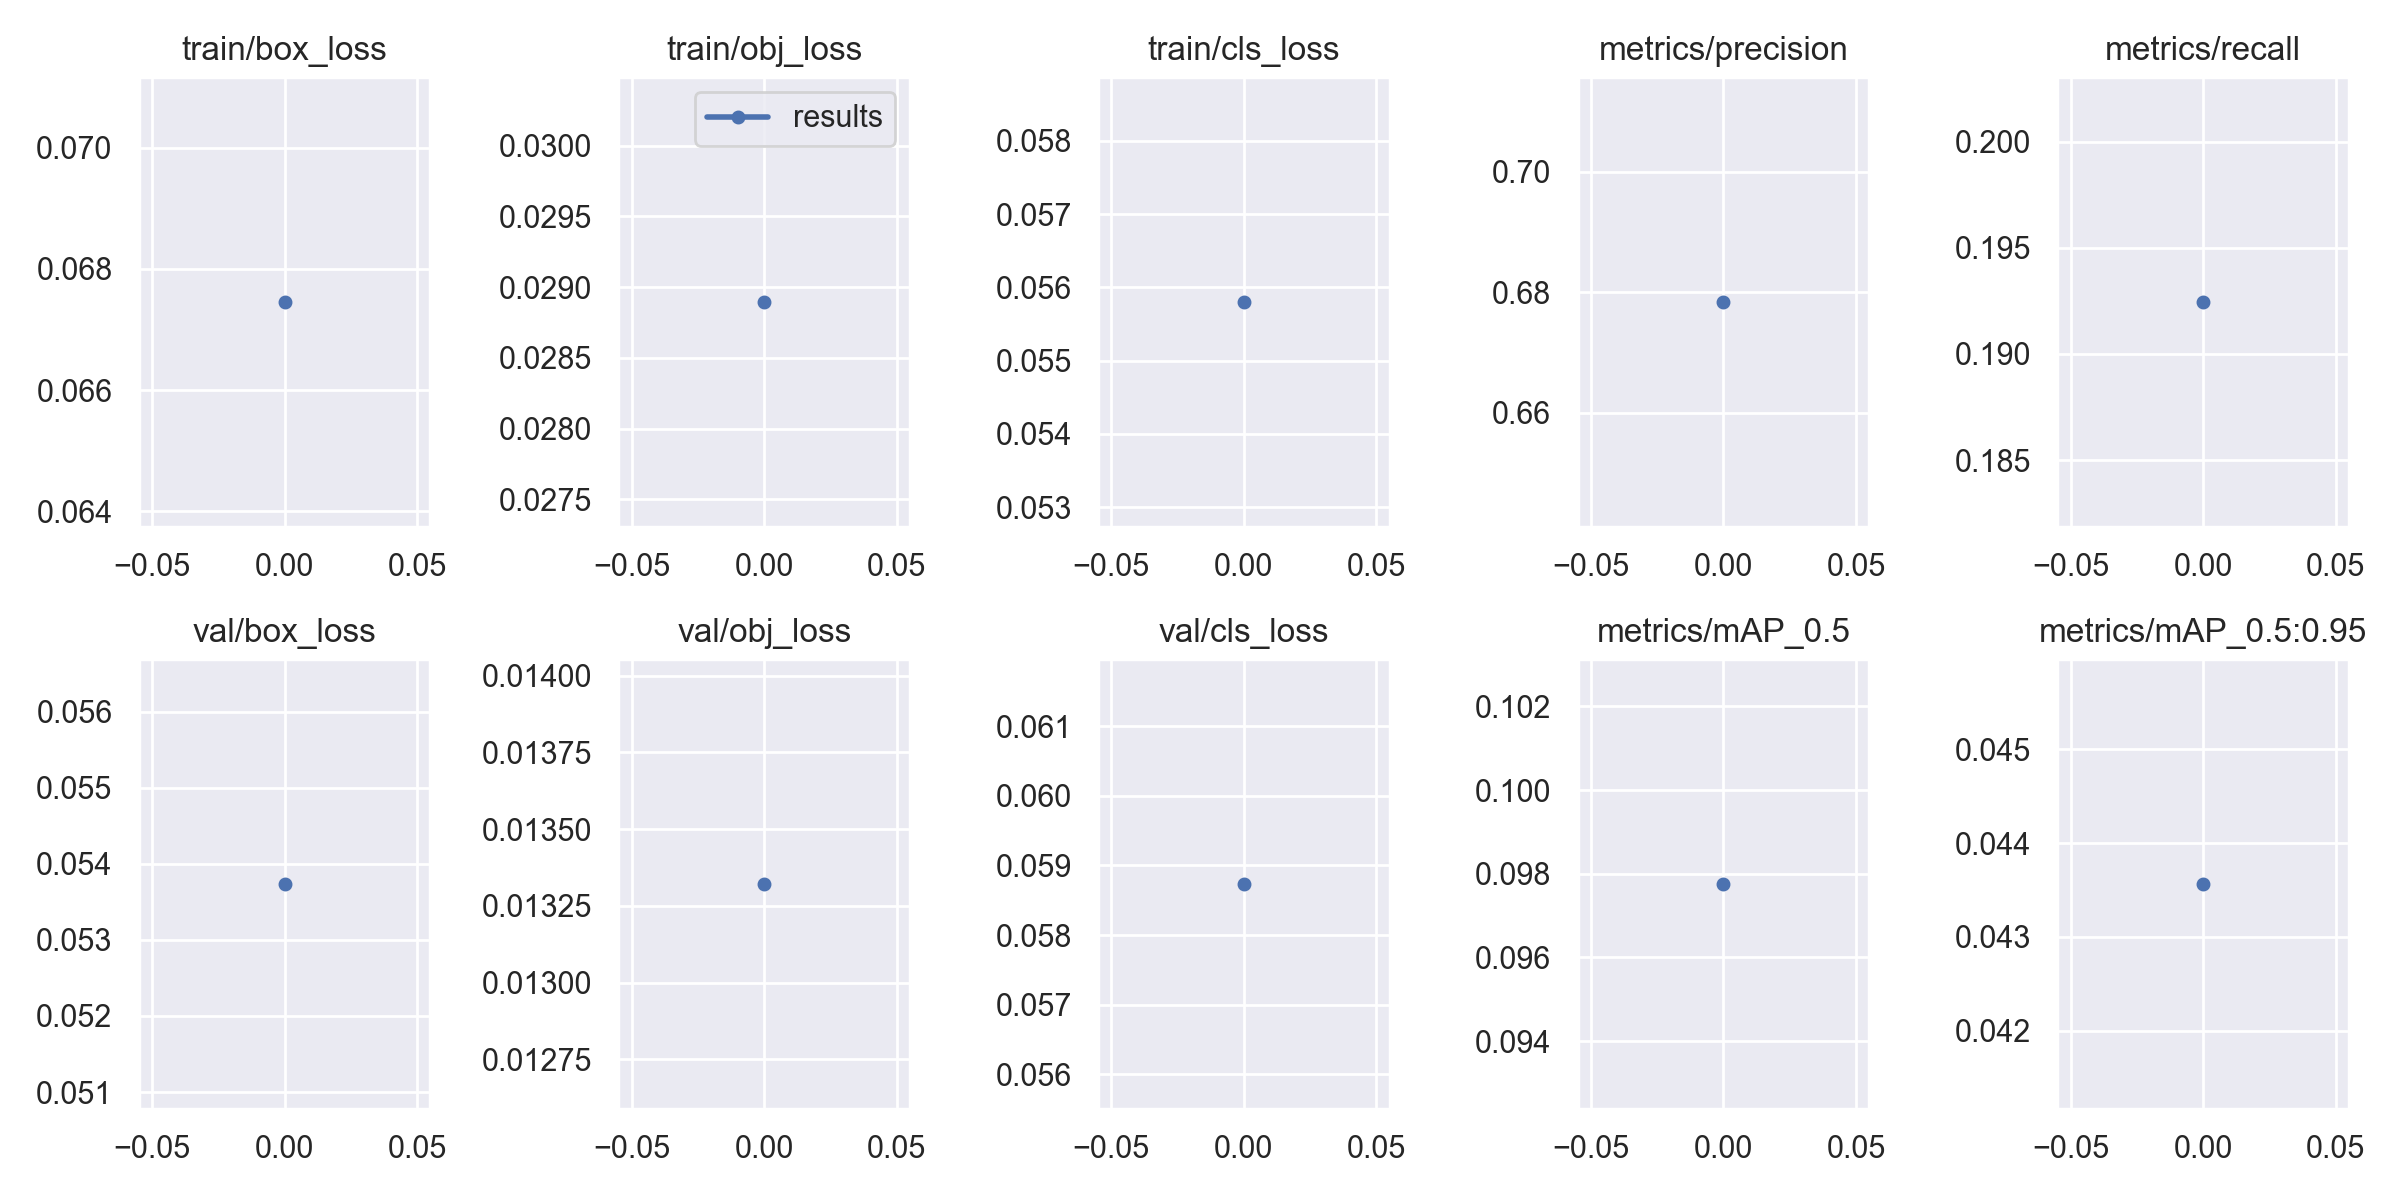 train/box_loss
0.070
0.068
0.066
0.064
−0.05 0.00 0.05
train/obj_loss
results
0.0300
0.0295
0.0290
0.0285
0.0280
0.0275
−0.05 0.00 0.05
train/cls_loss
0.058
0.057
0.056
0.055
0.054
0.053
−0.05 0.00 0.05
metrics/precision
0.70
0.68
0.66
−0.05 0.00 0.05
metrics/recall
0.200
0.195
0.190
0.185
−0.05 0.00 0.05
val/box_loss
0.056
0.055
0.054
0.053
0.052
0.051
−0.05 0.00 0.05
val/obj_loss
0.01400
0.01375
0.01350
0.01325
0.01300
0.01275
−0.05 0.00 0.05
val/cls_loss
0.061
0.060
0.059
0.058
0.057
0.056
−0.05 0.00 0.05
metrics/mAP_0.5
0.102
0.100
0.098
0.096
0.094
−0.05 0.00 0.05
metrics/mAP_0.5:0.95
0.045
0.044
0.043
0.042
−0.05 0.00 0.05